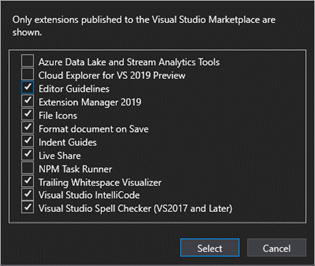 Only extensions published to the Visual Studio Marketplace are
shown.
Azure Data Lake and Stream Analytics Tools
Cloud Explorer for VS 2019 Preview
Editor Guidelines
Extension Manager 2019
File Icons
Format document on Save
Indent Guides
Live Share
NPM Task Runner
Trailing Whitespace Visualizer
Visual Studio IntelliCode
Visual Studio Spell Checker (VS2017 and Later)
Select Cancel